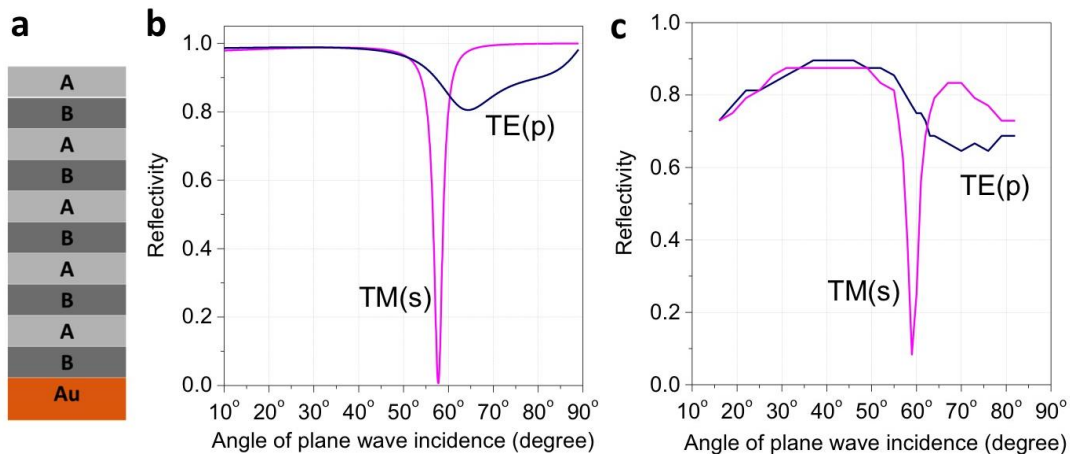 a
A
B
A
B
A
B
A
B
A
B
Au
b
1.0
0.8
0.6
0.4
0.2
0.0
Reflectivity
TE(p)
TM(s)
10° 20° 30° 40° 50° 60° 70° 80° 90°
Angle of plane wave incidence (degree)
c
1.0
0.8
0.6
0.4
0.2
0.0
Reflectivity
TE(p)
TM(s)
10° 20° 30° 40° 50° 60° 70° 80° 90°
Angle of plane wave incidence (degree)